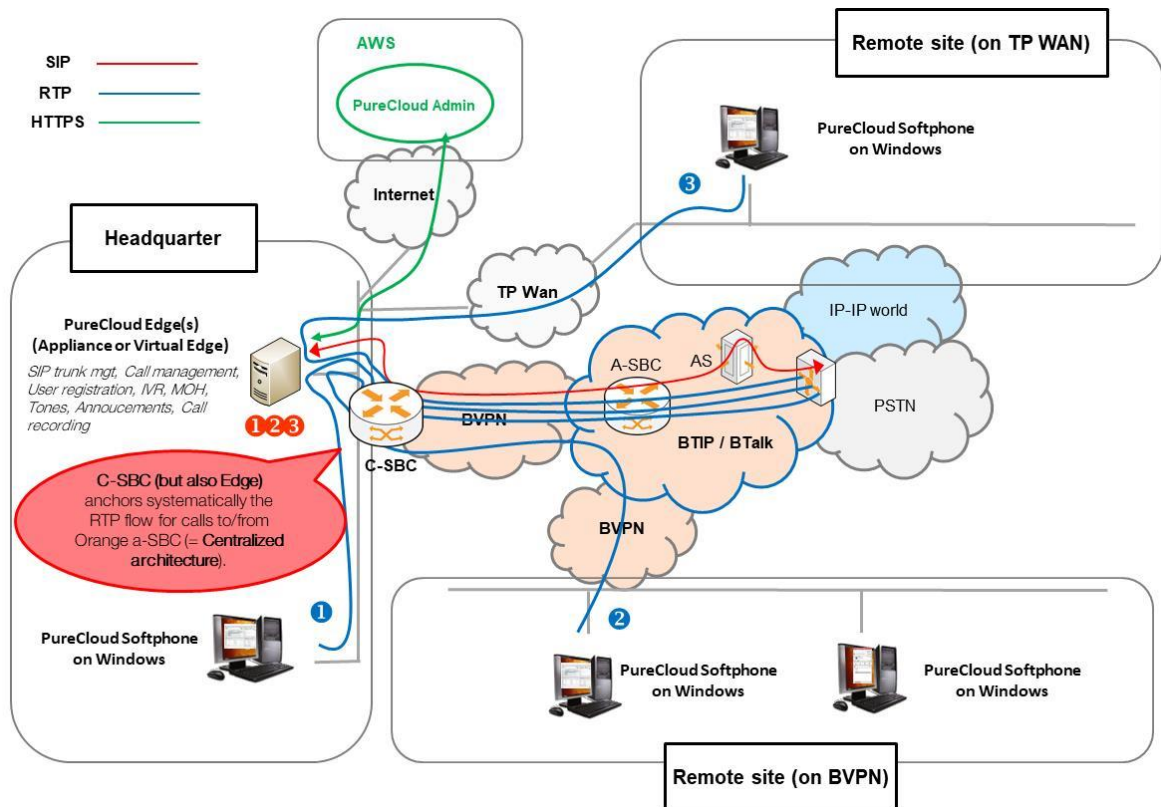 SIP
RTP
HTTPS
AWS
PureCloud Admin
Internet
Remote site (on TP WAN)
PureCloud Softphone
on Windows
❸
Headquarter
TP Wan
PureCloud Edge(s)
(Appliance or Virtual Edge)
SIP trunk mgt, Call management,
User registration, IVR, MOH,
Tones, Annoucements, Call
recording
❶❷❸
C-SBC
BVPN
A-SBC
AS
BTIP / BTalk
IP-IP world
PSTN
C-SBC (but also Edge)
anchors systematically the
RTP flow for calls to/from
Orange a-SBC (= Centralized
architecture).
BVPN
❶
PureCloud Softphone
on Windows
❷
PureCloud Softphone
on Windows
PureCloud Softphone
on Windows
Remote site (on BVPN)